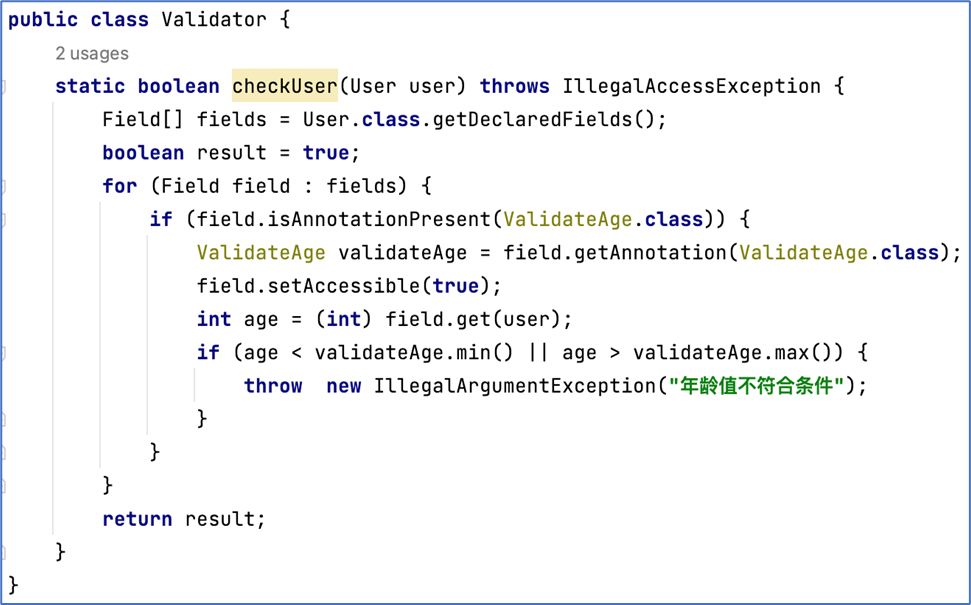 public class Validator {
2 usages
static boolean checkUser(User user) throws IllegalAccessException {
Field[] fields = User.class.getDeclaredFields();
boolean result = true;
for (Field field : fields) {
if (field.isAnnotationPresent(ValidateAge.class)) {
ValidateAge validateAge = field.getAnnotation(ValidateAge.class);
field.setAccessible(true);
int age = (int) field.get(user);
if (age < validateAge.min() || age > validateAge.max()) {
throw  new IllegalArgumentException("年龄值不符合条件");
}
}
}
return result;
}
}